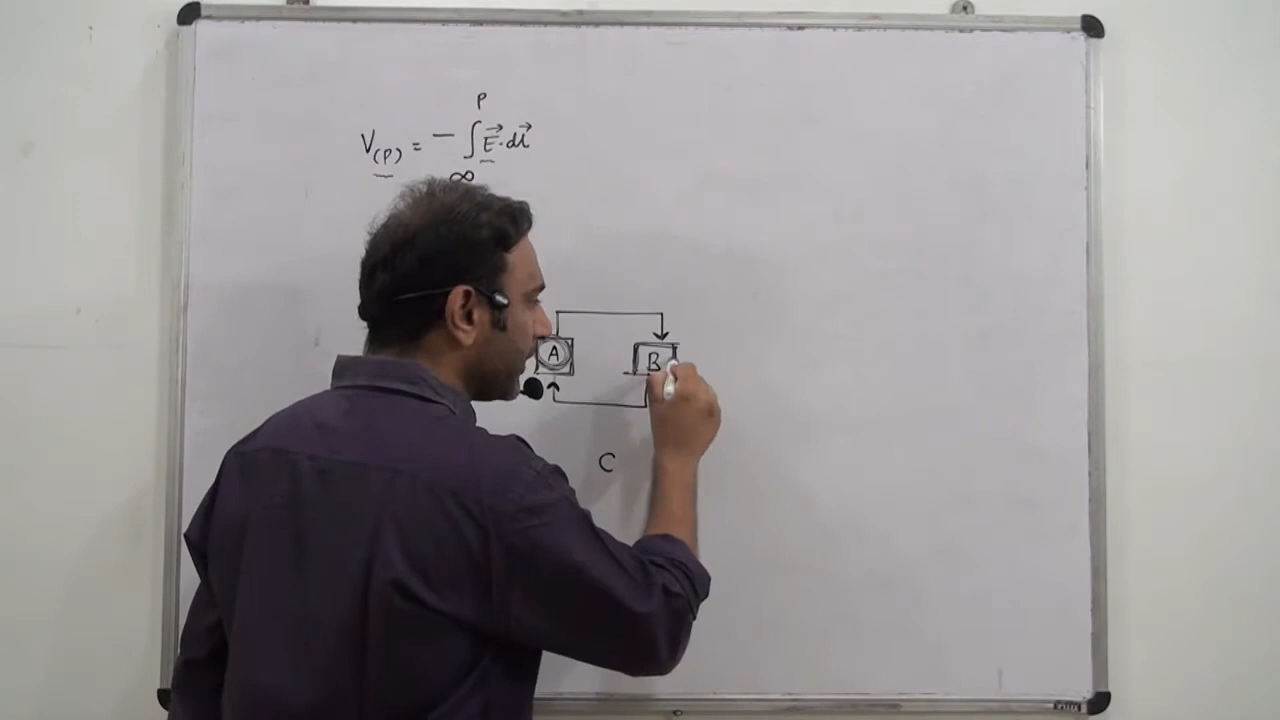 P
V(P) = - ∫ E⃗ · dl⃗
∞
A B
C